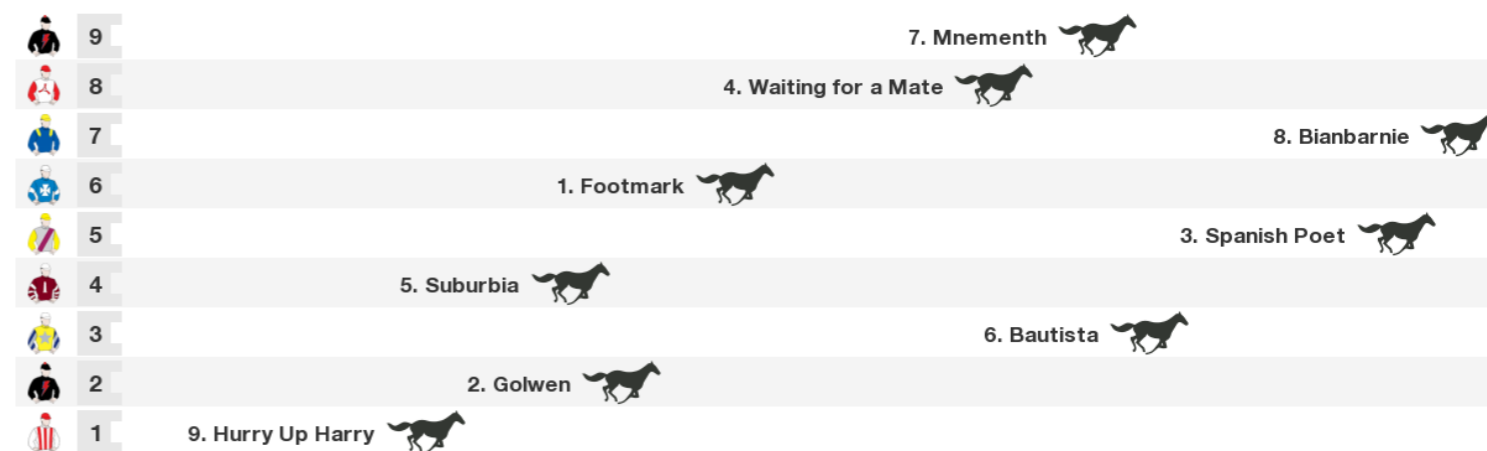 9 7. Mnementh
8 4. Waiting for a Mate
7 8. Bianbarnie
6 1. Footmark
5 3. Spanish Poet
4 5. Suburbia
3 6. Bautista
2 2. Golwen
1 9. Hurry Up Harry